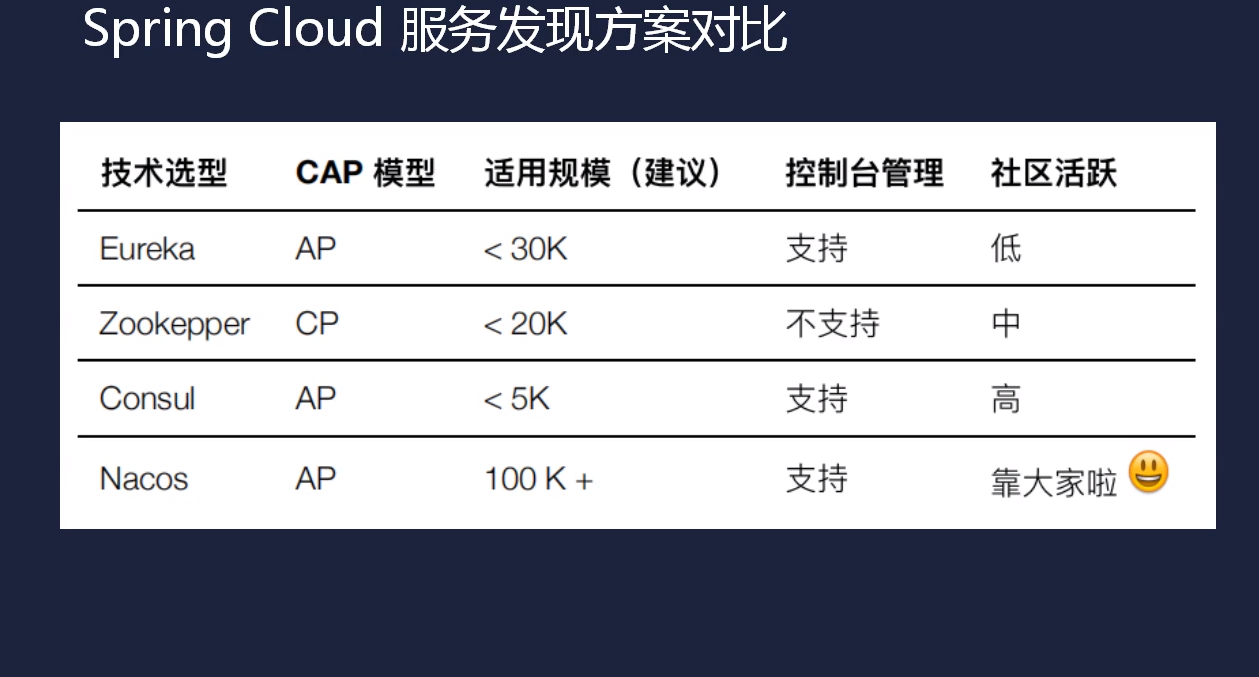 Spring Cloud 服务发现方案对比
技术选型 CAP 模型 适用规模（建议） 控制台管理 社区活跃
Eureka AP < 30K 支持 低
Zookepper CP < 20K 不支持 中
Consul AP < 5K 支持 高
Nacos AP 100 K + 支持 靠大家啦 😃